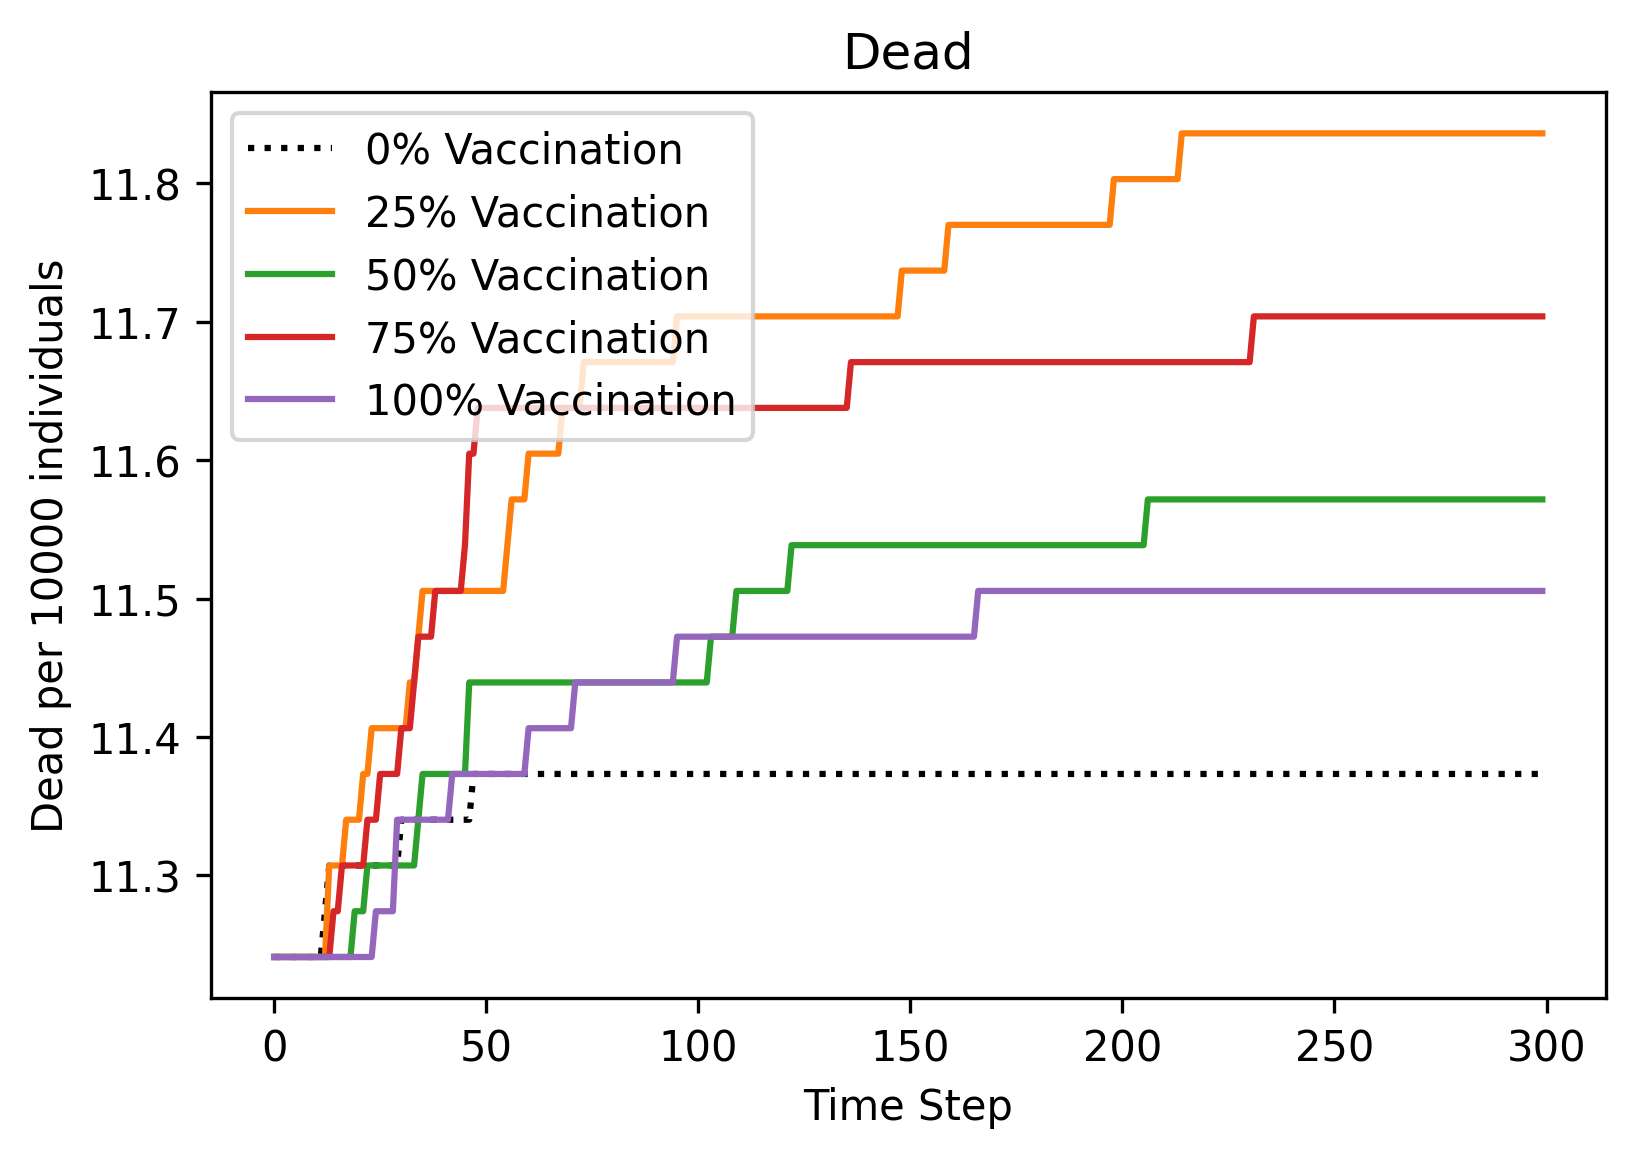 Dead
0% Vaccination
25% Vaccination
50% Vaccination
75% Vaccination
100% Vaccination
Dead per 10000 individuals
11.8
11.7
11.6
11.5
11.4
11.3
0 50 100 150 200 250 300
Time Step